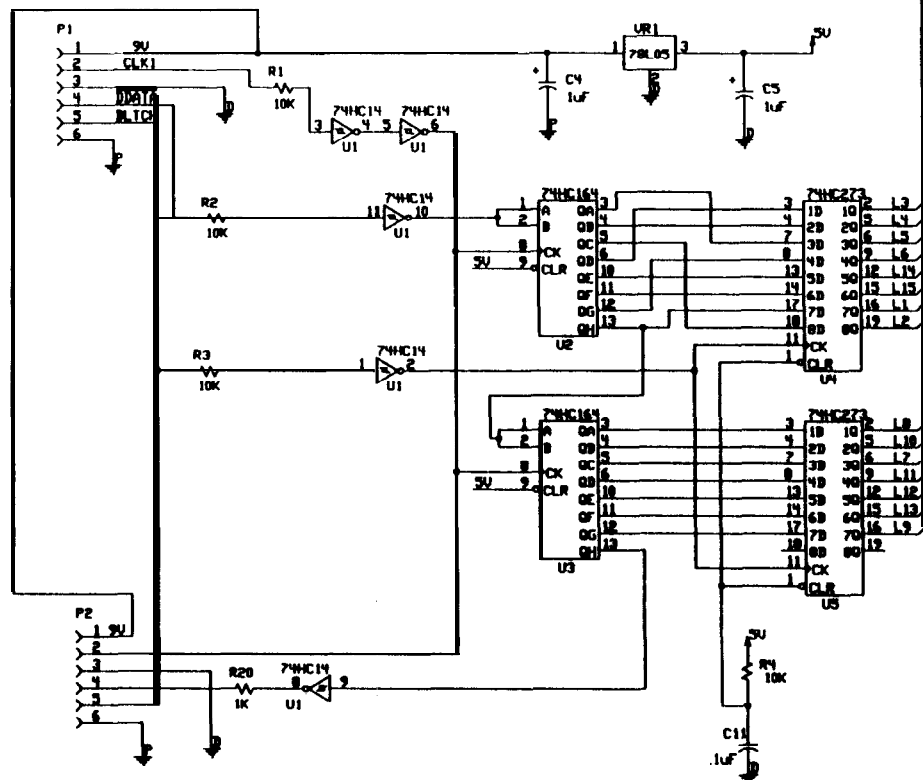 P1
1 9V
2 CLK1
3
4 DDATA
5 DLTCH
6
P
D
R1
10K
74HC14
3 4
U1
74HC14
5 6
U1
VR1
1 78L05 3
5V
+
C4
1uF
P
+
C5
1uF
D
R2
10K
74HC14
11 10
U1
R3
10K
74HC14
1 2
U1
74HC164
1 A QA 3
2 B QB 4
QC 5
8 CK QD 6
5V 9 CLR QE 10
QF 11
QG 12
QH 13
U2
74HC273
3 1D 1Q 2 L3
4 2D 2Q 5 L4
7 3D 3Q 6 L5
8 4D 4Q 9 L6
13 5D 5Q 12 L14
14 6D 6Q 15 L15
17 7D 7Q 16 L1
18 8D 8Q 19 L2
11 CK
1 CLR
U4
74HC164
1 A QA 3
2 B QB 4
QC 5
8 CK QD 6
5V 9 CLR QE 10
QF 11
QG 12
QH 13
U3
74HC273
3 1D 1Q 2 L8
4 2D 2Q 5 L10
7 3D 3Q 6 L7
8 4D 4Q 9 L11
13 5D 5Q 12 L12
14 6D 6Q 15 L13
17 7D 7Q 16 L9
18 8D 8Q 19
11 CK
1 CLR
U5
P2
1 9V
2
3
4
5
6
P
D
R20
1K
74HC14
8 9
U1
5V
R4
10K
C11
.1uF
D